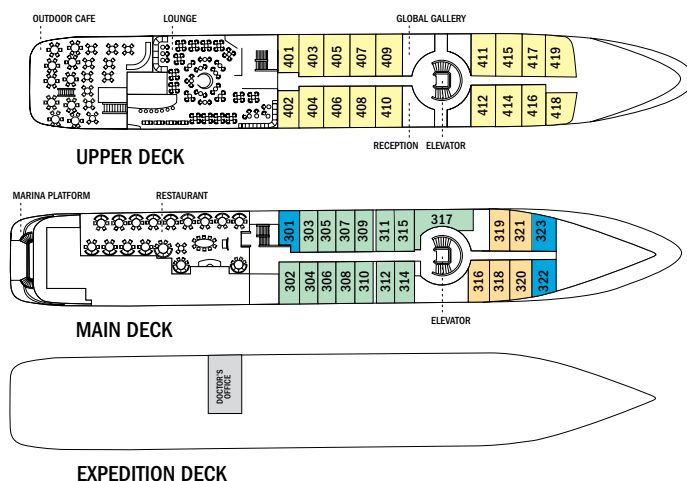 OUTDOOR CAFE LOUNGE GLOBAL GALLERY
401 403 405 407 409 411 415 417 419
402 404 406 408 410 412 414 416 418
RECEPTION ELEVATOR
UPPER DECK
MARINA PLATFORM RESTAURANT
301 303 305 307 309 311 315 317 319 321 323
302 304 306 308 310 312 314 316 318 320 322
ELEVATOR
MAIN DECK
DOCTOR'S
OFFICE
EXPEDITION DECK